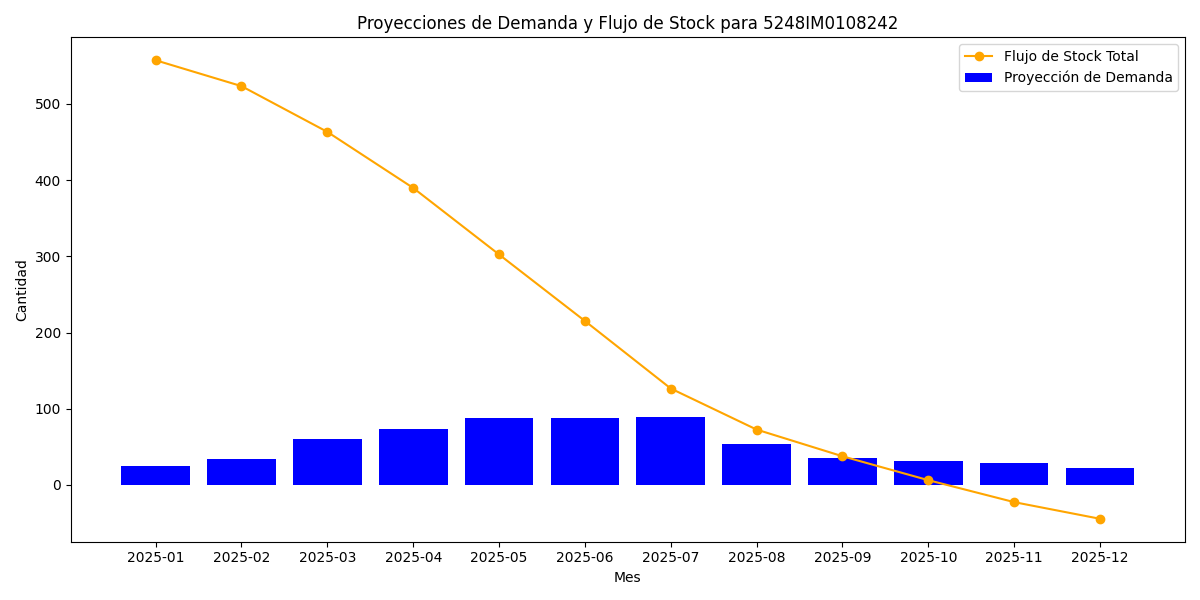 Proyecciones de Demanda y Flujo de Stock para 5248IM0108242
Flujo de Stock Total
Proyección de Demanda
Cantidad
500
400
300
200
100
0
2025-01 2025-02 2025-03 2025-04 2025-05 2025-06 2025-07 2025-08 2025-09 2025-10 2025-11 2025-12
Mes